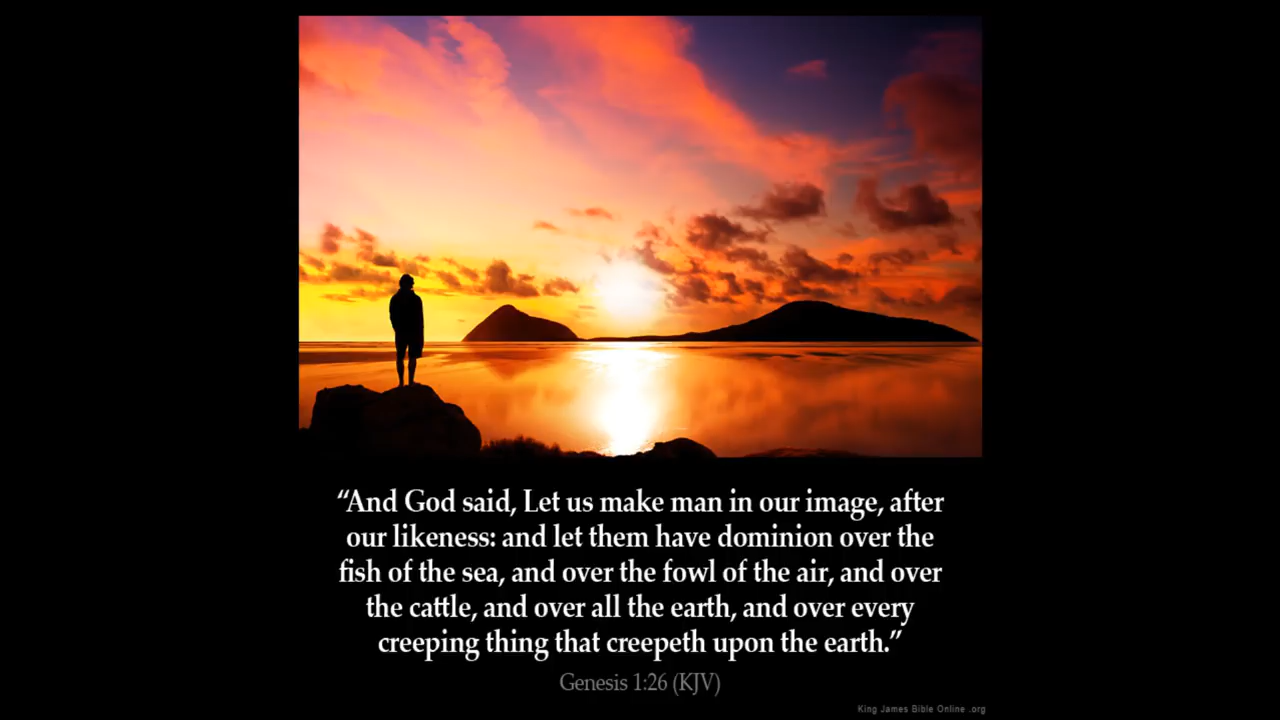 “And God said, Let us make man in our image, after
our likeness: and let them have dominion over the
fish of the sea, and over the fowl of the air, and over
the cattle, and over all the earth, and over every
creeping thing that creepeth upon the earth.”
Genesis 1:26 (KJV)
King James Bible Online .org